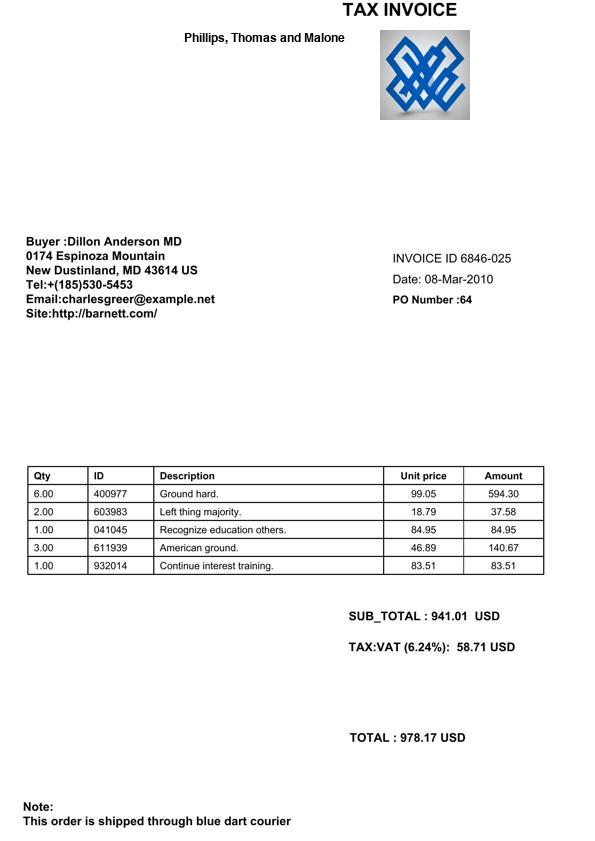 TAX INVOICE
Phillips, Thomas and Malone
Buyer :Dillon Anderson MD
0174 Espinoza Mountain
New Dustinland, MD 43614 US
Tel:+(185)530-5453
Email:charlesgreer@example.net
Site:http://barnett.com/
INVOICE ID 6846-025
Date: 08-Mar-2010
PO Number :64
Qty ID Description Unit price Amount
6.00 400977 Ground hard. 99.05 594.30
2.00 603983 Left thing majority. 18.79 37.58
1.00 041045 Recognize education others. 84.95 84.95
3.00 611939 American ground. 46.89 140.67
1.00 932014 Continue interest training. 83.51 83.51
SUB_TOTAL : 941.01 USD
TAX:VAT (6.24%): 58.71 USD
TOTAL : 978.17 USD
Note:
This order is shipped through blue dart courier